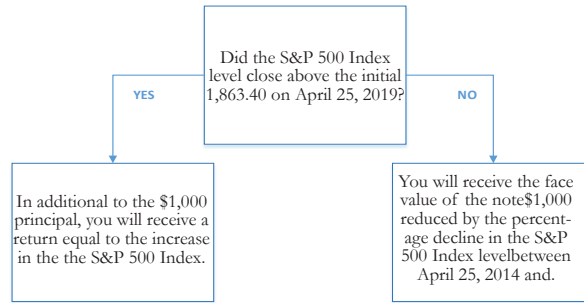 Did the S&P 500 Index
level close above the initial
1,863.40 on April 25, 2019?
YES
NO
In additional to the $1,000
principal, you will receive a
return equal to the increase
in the the S&P 500 Index.
You will receive the face
value of the note$1,000
reduced by the percent-
age decline in the S&P
500 Index levelbetween
April 25, 2014 and.